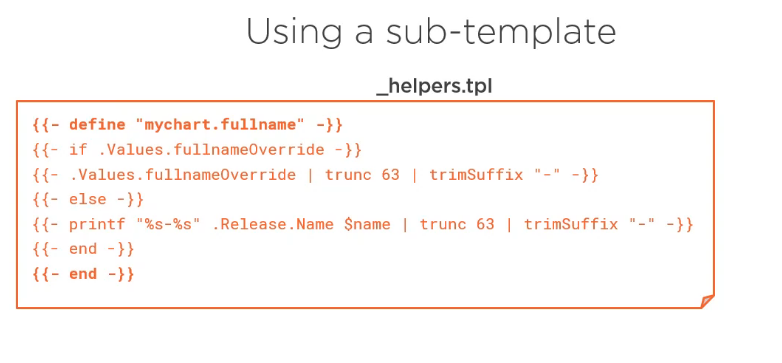 Using a sub-template
_helpers.tpl
{{- define "mychart.fullname" -}}
{{- if .Values.fullnameOverride -}}
{{- .Values.fullnameOverride | trunc 63 | trimSuffix "-" -}}
{{- else -}}
{{- printf "%s-%s" .Release.Name $name | trunc 63 | trimSuffix "-" -}}
{{- end -}}
{{- end -}}